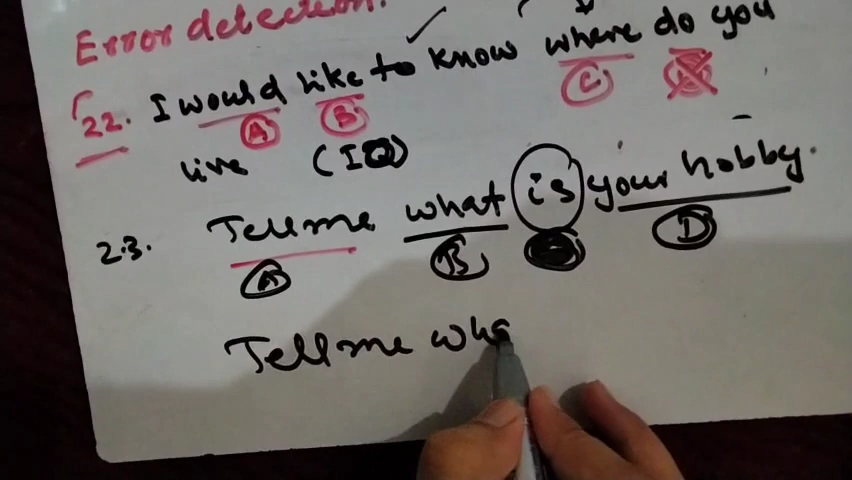 Error detection.
22. I would like to know where do you
A B C
live (IQ)
23. Tell me what is your hobby.
A B D
Tell me wha